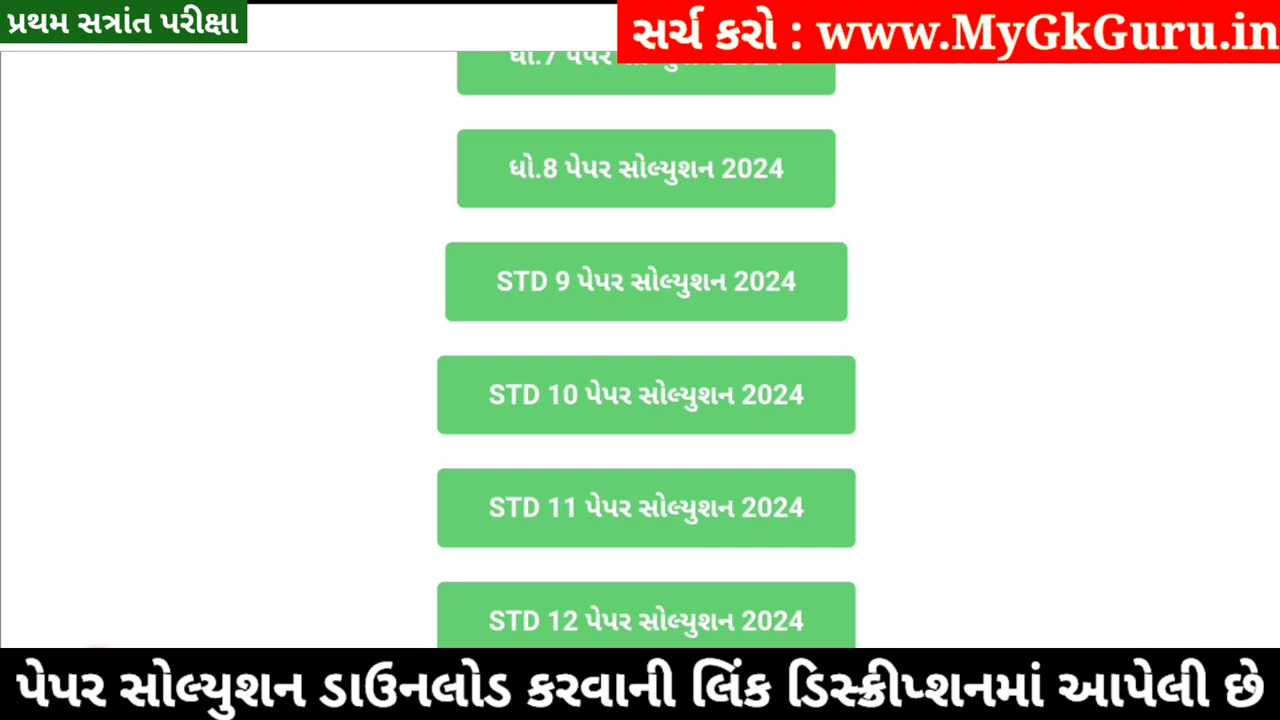 પ્રથમ સત્રાંત પરીક્ષા
સર્ચ કરો : www.MyGkGuru.in
ધો.7 પેપર
ધો.8 પેપર સોલ્યુશન 2024
STD 9 પેપર સોલ્યુશન 2024
STD 10 પેપર સોલ્યુશન 2024
STD 11 પેપર સોલ્યુશન 2024
STD 12 પેપર સોલ્યુશન 2024
પેપર સોલ્યુશન ડાઉનલોડ કરવાની લિંક ડિસ્ક્રીપ્શનમાં આપેલી છે